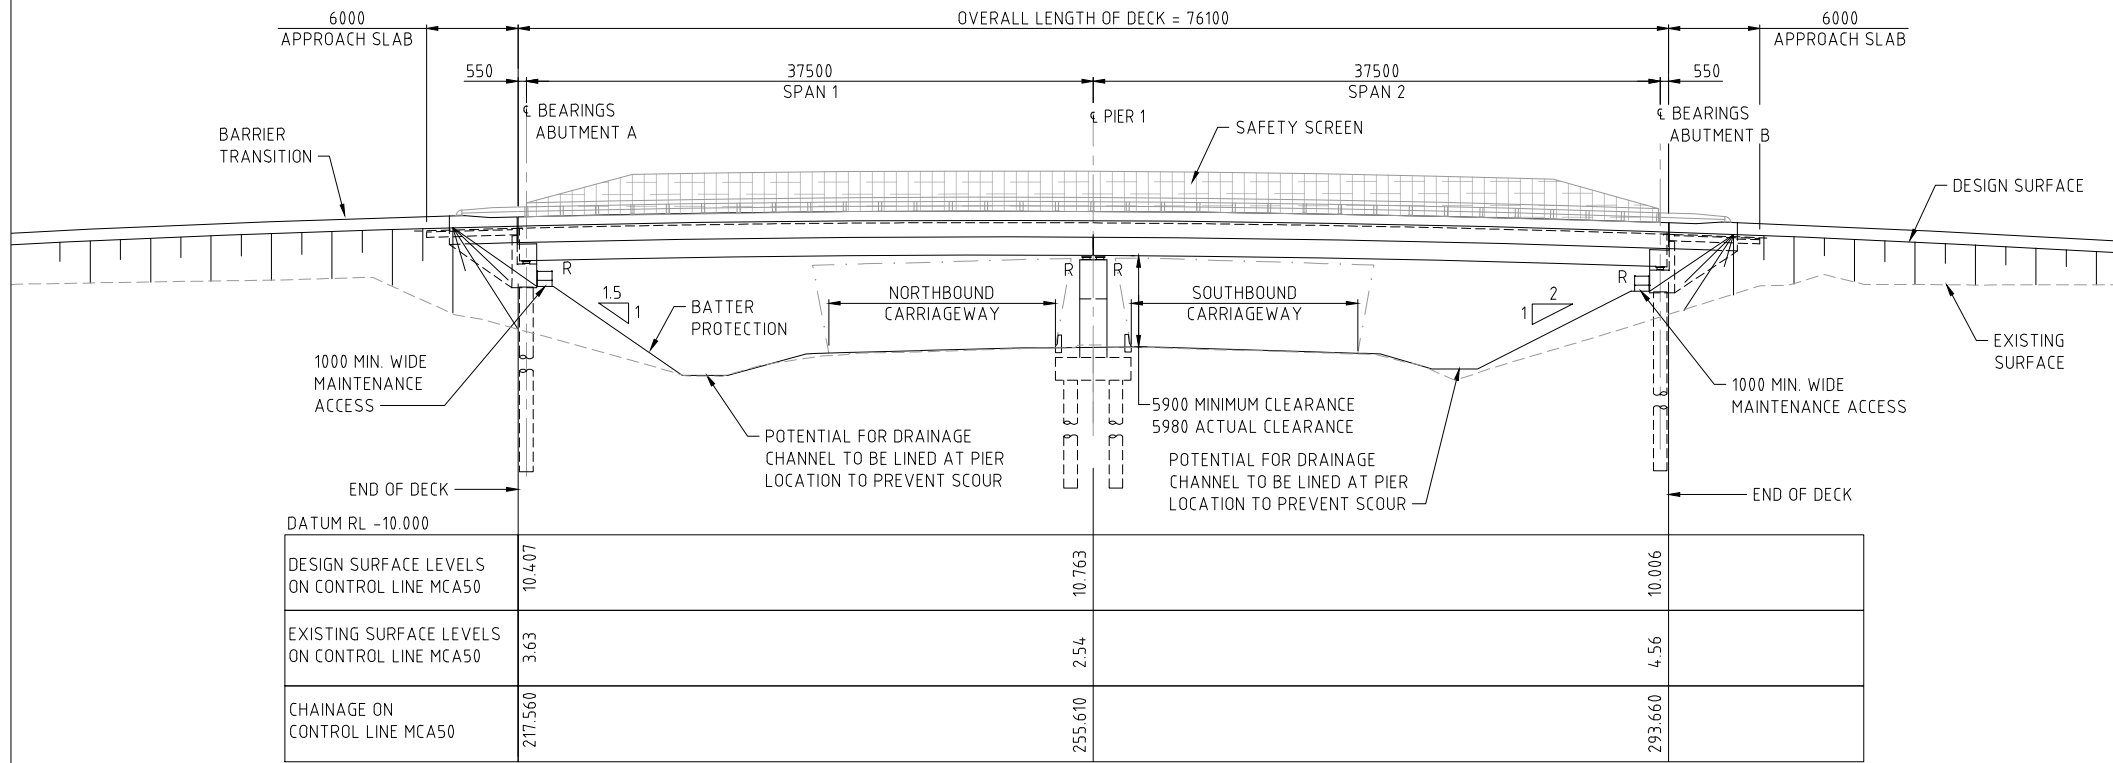 6000
APPROACH SLAB
OVERALL LENGTH OF DECK = 76100
6000
APPROACH SLAB
550
37500
SPAN 1
37500
SPAN 2
550
℄ BEARINGS
ABUTMENT A
℄ PIER 1
℄ BEARINGS
ABUTMENT B
BARRIER
TRANSITION
SAFETY SCREEN
DESIGN SURFACE
R
R
R
R
1.5
1
NORTHBOUND
CARRIAGEWAY
SOUTHBOUND
CARRIAGEWAY
2
1
BATTER
PROTECTION
EXISTING
SURFACE
1000 MIN. WIDE
MAINTENANCE
ACCESS
1000 MIN. WIDE
MAINTENANCE ACCESS
5900 MINIMUM CLEARANCE
5980 ACTUAL CLEARANCE
POTENTIAL FOR DRAINAGE
CHANNEL TO BE LINED AT PIER
LOCATION TO PREVENT SCOUR
POTENTIAL FOR DRAINAGE
CHANNEL TO BE LINED AT PIER
LOCATION TO PREVENT SCOUR
END OF DECK
END OF DECK
DATUM RL -10.000
DESIGN SURFACE LEVELS
ON CONTROL LINE MCA50
10.407
10.763
10.006
EXISTING SURFACE LEVELS
ON CONTROL LINE MCA50
3.63
2.54
4.56
CHAINAGE ON
CONTROL LINE MCA50
217.560
255.610
293.660